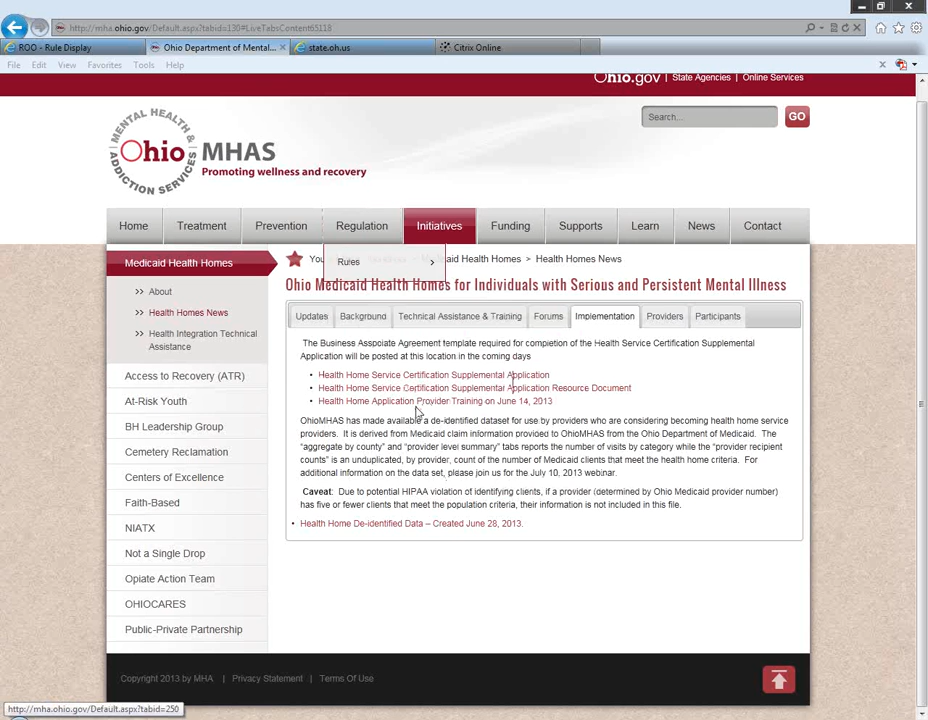 http://mha.ohio.gov/Default.aspx?tabid=130#LiveTabsContent65118
ROO - Rule Display
Ohio Department of Mental...
state.oh.us
Citrix Online
File Edit View Favorites Tools Help
Ohio.gov State Agencies Online Services
MENTAL HEALTH & ADDICTION SERVICES
Ohio MHAS
Promoting wellness and recovery
Search... GO
Home Treatment Prevention Regulation Initiatives Funding Supports Learn News Contact
Rules
Medicaid Health Homes
You Medicaid Health Homes > Health Homes News
Ohio Medicaid Health Homes for Individuals with Serious and Persistent Mental Illness
About
Health Homes News
Health Integration Technical
Assistance
Access to Recovery (ATR)
At-Risk Youth
BH Leadership Group
Cemetery Reclamation
Centers of Excellence
Faith-Based
NIATX
Not a Single Drop
Opiate Action Team
OHIOCARES
Public-Private Partnership
Updates Background Technical Assistance & Training Forums Implementation Providers Participants
The Business Asspoiate Agreement template required for completion of the Health Service Certification Supplemental
Application will be posted at this location in the coming days
• Health Home Service Certification Supplemental Application
• Health Home Service Certification Supplemental Application Resource Document
• Health Home Application Provider Training on June 14, 2013
OhioMHAS has made available a de-identified dataset for use by providers who are considering becoming health home service
providers. It is derived from Medicaid claim information provided to OhioMHAS from the Ohio Department of Medicaid. The
“aggregate by county” and “provider level summary” tabs reports the number of visits by category while the “provider recipient
counts” is an unduplicated, by provider, count of the number of Medicaid clients that meet the health home criteria. For
additional information on the data set, please join us for the July 10, 2013 webinar.
Caveat: Due to potential HIPAA violation of identifying clients, if a provider (determined by Ohio Medicaid provider number)
has five or fewer clients that meet the population criteria, their information is not included in this file.
• Health Home De-identified Data – Created June 28, 2013.
Copyright 2013 by MHA | Privacy Statement | Terms Of Use
http://mha.ohio.gov/Default.aspx?tabid=250